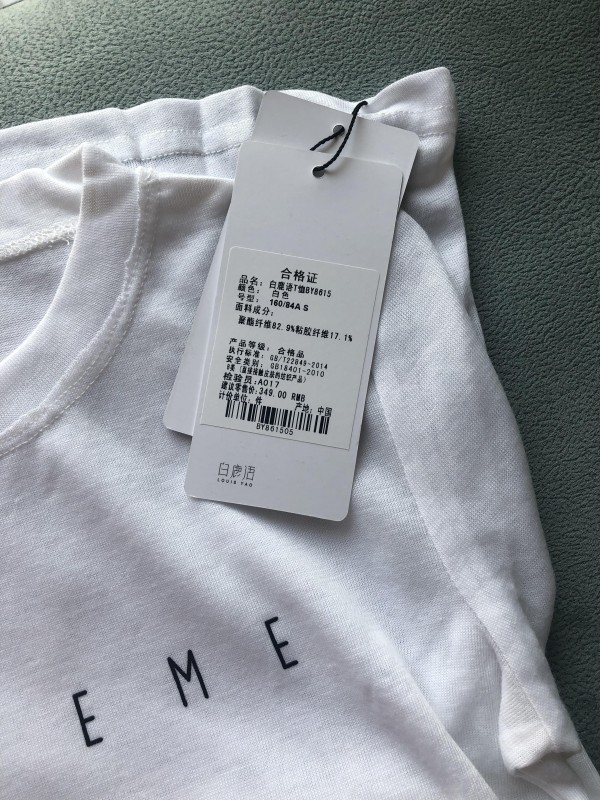 合格证
品名：白鹿洛T恤BY8615
颜色：白色
号型：160/84A S
面料成分：
聚酯纤维82.9%粘胶纤维17.1%
产品等级：合格品
执行标准：GB/T22849-2014
安全类别：GB18401-2010
B类（直接接触皮肤的纺织产品）
检验员：A017
建议零售价：349.00 RMB
计价单位：件
产地：中国
BY861505
白鹿洛
LOUIS YAO
E M E